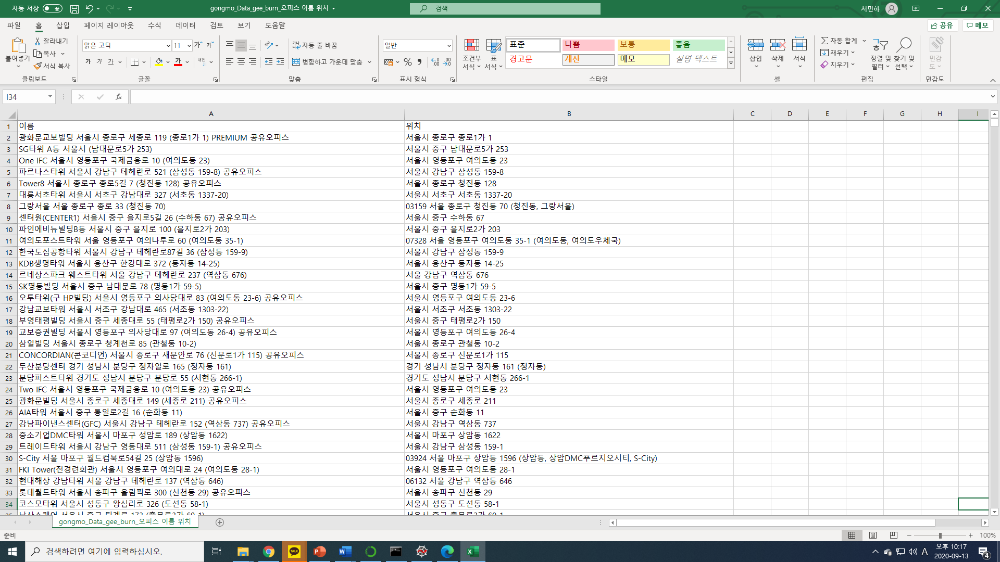 자동 저장 끔 gongmo_Data_gee_burn_오피스 이름 위치 검색 서민하
파일 홈 삽입 페이지 레이아웃 수식 데이터 검토 보기 도움말 공유 메모
붙여넣기 잘라내기 복사 서식 복사
맑은 고딕 11 가 가
가 가 가 가 내천
자동 줄 바꿈
병합하고 가운데 맞춤
일반
조건부 서식 표 서식
표준 나쁨 보통 좋음
경고문 계산 메모 설명 텍스트
삽입 삭제 서식
자동 합계 채우기 지우기
정렬 및 필터 찾기 및 선택
민감도
클립보드 글꼴 맞춤 표시 형식 스타일 셀 편집 민감도
I34 fx
A B C D E F G H I
1 이름 위치
2 광화문교보빌딩 서울시 종로구 세종로 119 (종로1가 1) PREMIUM 공유오피스 서울시 종로구 종로1가 1
3 SG타워 A동 서울시 (남대문로5가 253) 서울시 중구 남대문로5가 253
4 One IFC 서울시 영등포구 국제금융로 10 (여의도동 23) 서울시 영등포구 여의도동 23
5 파르나스타워 서울시 강남구 테헤란로 521 (삼성동 159-8) 공유오피스 서울시 강남구 삼성동 159-8
6 Tower8 서울시 종로구 종로5길 7 (청진동 128) 공유오피스 서울시 종로구 청진동 128
7 대륭서초타워 서울시 서초구 강남대로 327 (서초동 1337-20) 서울시 서초구 서초동 1337-20
8 그랑서울 서울 종로구 종로 33 (청진동 70) 03159 서울 종로구 청진동 70 (청진동, 그랑서울)
9 센터원(CENTER1) 서울시 중구 을지로5길 26 (수하동 67) 공유오피스 서울시 중구 수하동 67
10 파인에비뉴빌딩B동 서울시 중구 을지로 100 (을지로2가 203) 서울시 중구 을지로2가 203
11 여의도포스트타워 서울 영등포구 여의나루로 60 (여의도동 35-1) 07328 서울 영등포구 여의도동 35-1 (여의도동, 여의도우체국)
12 한국도심공항타워 서울시 강남구 테헤란로87길 36 (삼성동 159-9) 서울시 강남구 삼성동 159-9
13 KDB생명타워 서울시 용산구 한강대로 372 (동자동 14-25) 서울시 용산구 동자동 14-25
14 르네상스파크 웨스트타워 서울 강남구 테헤란로 237 (역삼동 676) 서울 강남구 역삼동 676
15 SK명동빌딩 서울시 중구 남대문로 78 (명동1가 59-5) 서울시 중구 명동1가 59-5
16 오투타워(구 HP빌딩) 서울시 영등포구 의사당대로 83 (여의도동 23-6) 공유오피스 서울시 영등포구 여의도동 23-6
17 강남교보타워 서울시 서초구 강남대로 465 (서초동 1303-22) 서울시 서초구 서초동 1303-22
18 부영태평빌딩 서울시 중구 세종대로 55 (태평로2가 150) 공유오피스 서울시 중구 태평로2가 150
19 교보증권빌딩 서울시 영등포구 의사당대로 97 (여의도동 26-4) 공유오피스 서울시 영등포구 여의도동 26-4
20 삼일빌딩 서울시 종로구 청계천로 85 (관철동 10-2) 서울시 종로구 관철동 10-2
21 CONCORDIAN(콘코디언) 서울시 종로구 새문안로 76 (신문로1가 115) 공유오피스 서울시 종로구 신문로1가 115
22 두산분당센터 경기 성남시 분당구 정자일로 165 (정자동 161) 경기 성남시 분당구 정자동 161 (정자동)
23 분당퍼스트타워 경기도 성남시 분당구 분당로 55 (서현동 266-1) 경기도 성남시 분당구 서현동 266-1
24 Two IFC 서울시 영등포구 국제금융로 10 (여의도동 23) 공유오피스 서울시 영등포구 여의도동 23
25 광화문빌딩 서울시 종로구 세종대로 149 (세종로 211) 공유오피스 서울시 종로구 세종로 211
26 AIA타워 서울시 중구 통일로2길 16 (순화동 11) 서울시 중구 순화동 11
27 강남파이낸스센터(GFC) 서울시 강남구 테헤란로 152 (역삼동 737) 공유오피스 서울시 강남구 역삼동 737
28 중소기업DMC타워 서울시 마포구 성암로 189 (상암동 1622) 서울시 마포구 상암동 1622
29 트레이드타워 서울시 강남구 영동대로 511 (삼성동 159-1) 공유오피스 서울시 강남구 삼성동 159-1
30 S-City 서울 마포구 월드컵북로54길 25 (상암동 1596) 03924 서울 마포구 상암동 1596 (상암동, 상암DMC푸르지오시티, S-City)
31 FKI Tower(전경련회관) 서울시 영등포구 여의대로 24 (여의도동 28-1) 서울시 영등포구 여의도동 28-1
32 현대해상 강남타워 서울 강남구 테헤란로 137 (역삼동 646) 06132 서울 강남구 역삼동 646
33 롯데월드타워 서울시 송파구 올림픽로 300 (신천동 29) 공유오피스 서울시 송파구 신천동 29
34 코스모타워 서울시 성동구 왕십리로 326 (도선동 58-1) 서울시 성동구 도선동 58-1
gongmo_Data_gee_burn_오피스 이름 위치
준비 100%
검색하려면 여기에 입력하십시오. TALK A 오후 10:17
2020-09-13 4